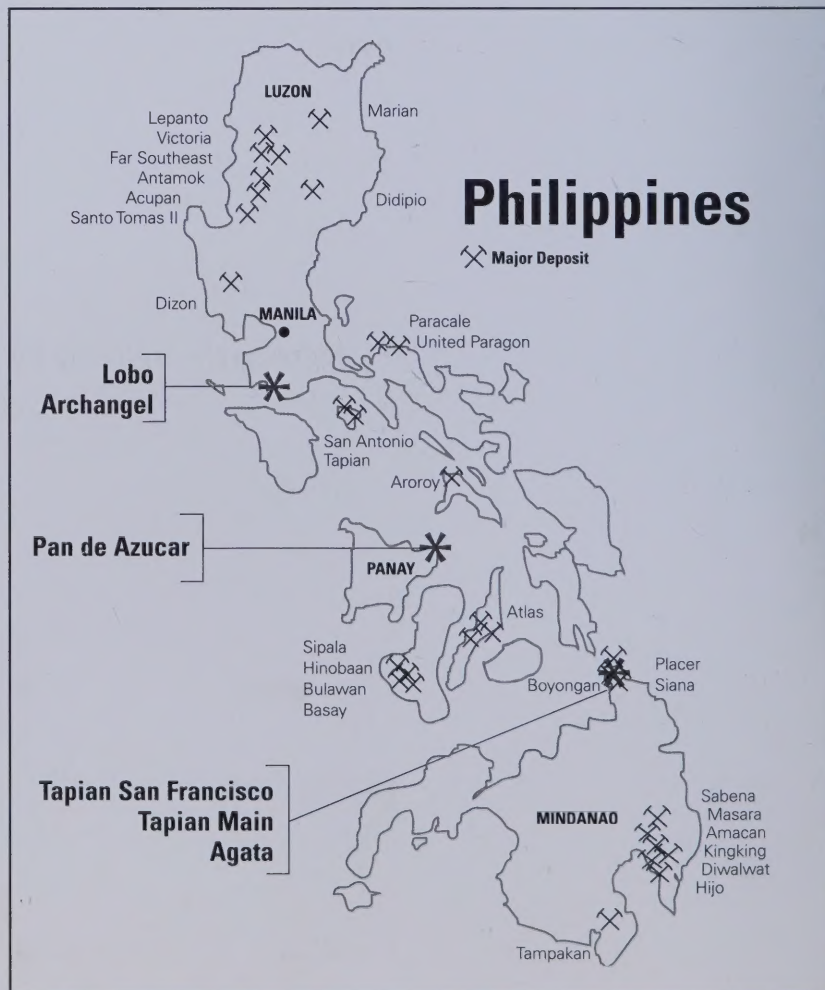 LUZON
Lepanto
Victoria
Far Southeast
Antamok
Acupan
Santo Tomas II
Marian
Didipio
Philippines
Major Deposit
Dizon
MANILA
Paracale
United Paragon
Lobo
Archangel
San Antonio
Tapian
Aroroy
Pan de Azucar
PANAY
Atlas
Sipala
Hinobaan
Bulawan
Basay
Boyongan
Placer
Siana
Tapian San Francisco
Tapian Main
Agata
MINDANAO
Sabena
Masara
Amacan
Kingking
Diwalwat
Hijo
Tampakan